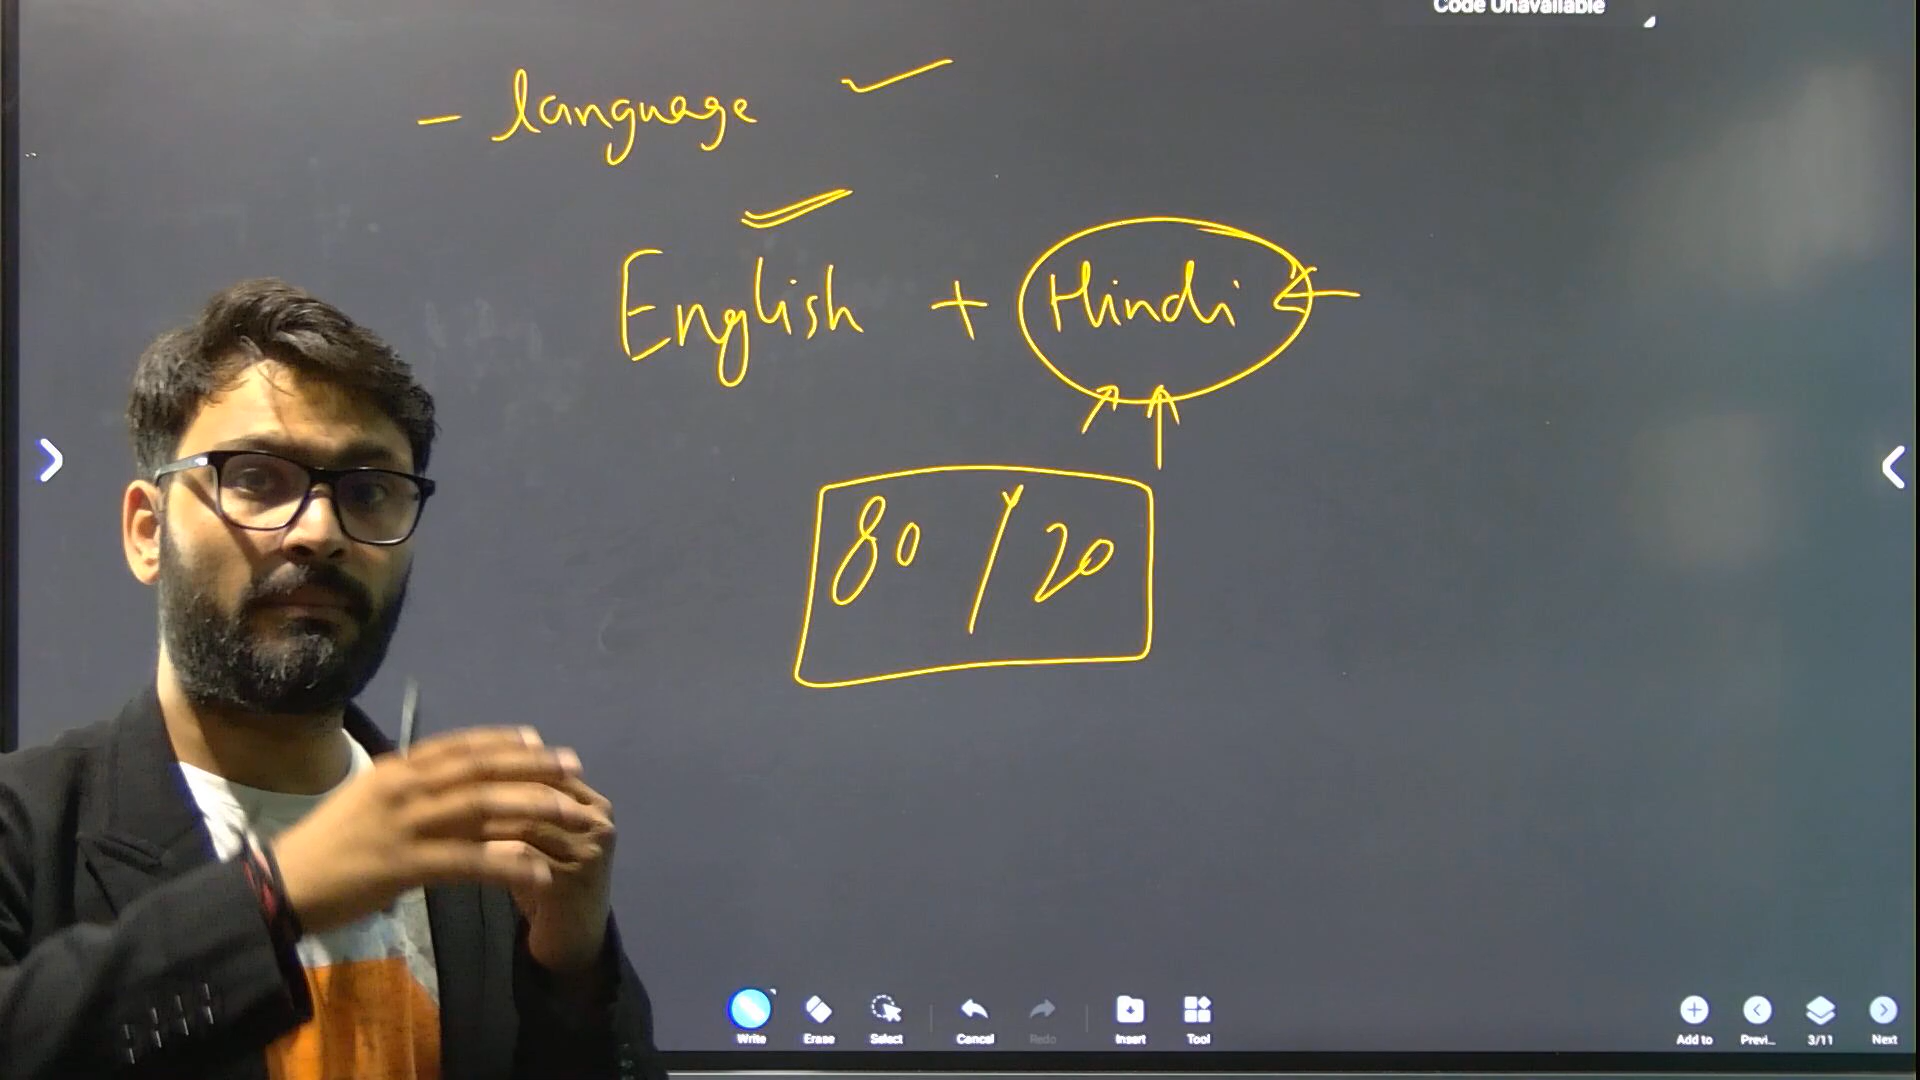 Code Unavailable
- language
English + Hindi
80 / 20
Write Erase Select Cancel Redo Insert Tool Add to Previ... 3/11 Next